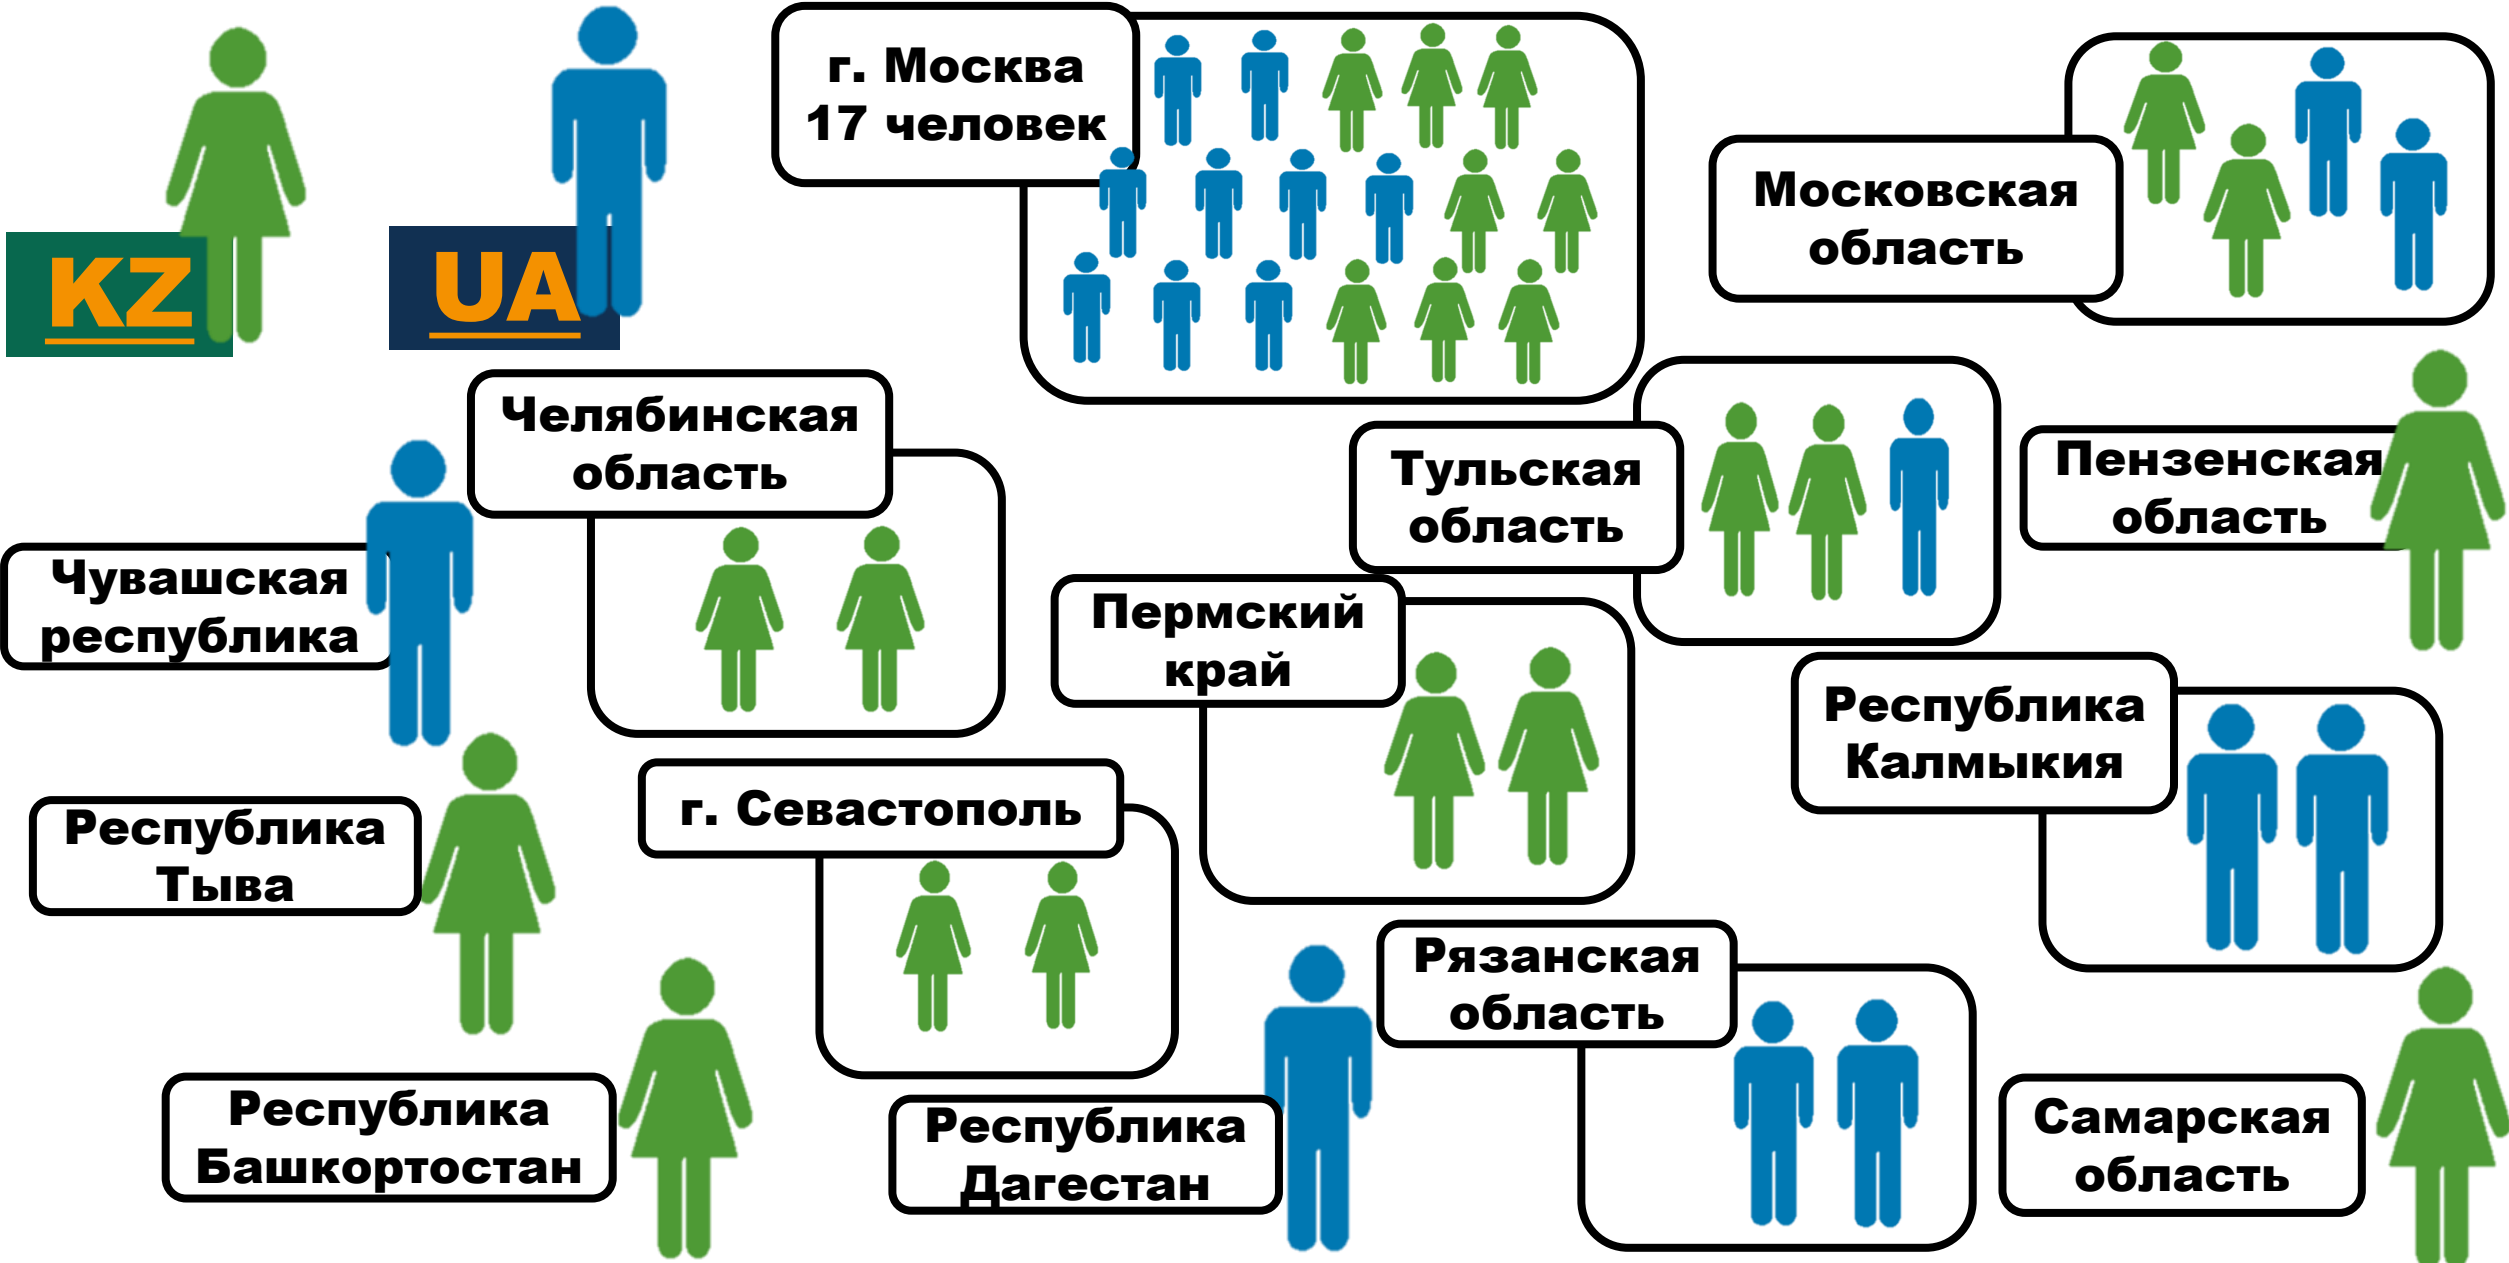 KZ
UA
г. Москва
17 человек
Московская
область
Челябинская
область
Тульская
область
Пензенская
область
Чувашская
республика
Пермский
край
Республика
Калмыкия
Республика
Тыва
г. Севастополь
Рязанская
область
Республика
Башкортостан
Республика
Дагестан
Самарская
область